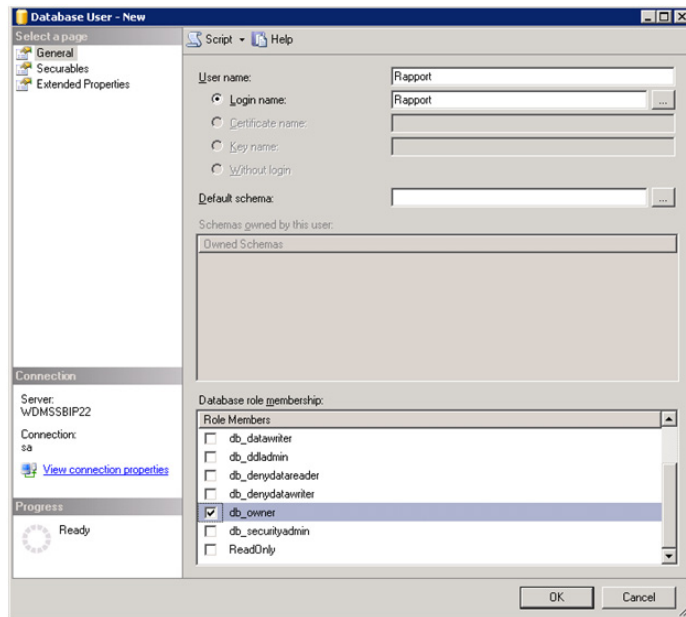 Database User - New
Select a page
General
Securables
Extended Properties
Script
Help
User name:
Rapport
Login name:
Rapport
...
Certificate name:
Key name:
Without login
Default schema:
...
Schemas owned by this user:
Owned Schemas
Connection
Server:
WDMSSBIP22
Connection:
sa
View connection properties
Progress
Ready
Database role membership:
Role Members
db_datawriter
db_ddladmin
db_denydatareader
db_denydatawriter
db_owner
db_securityadmin
ReadOnly
OK
Cancel